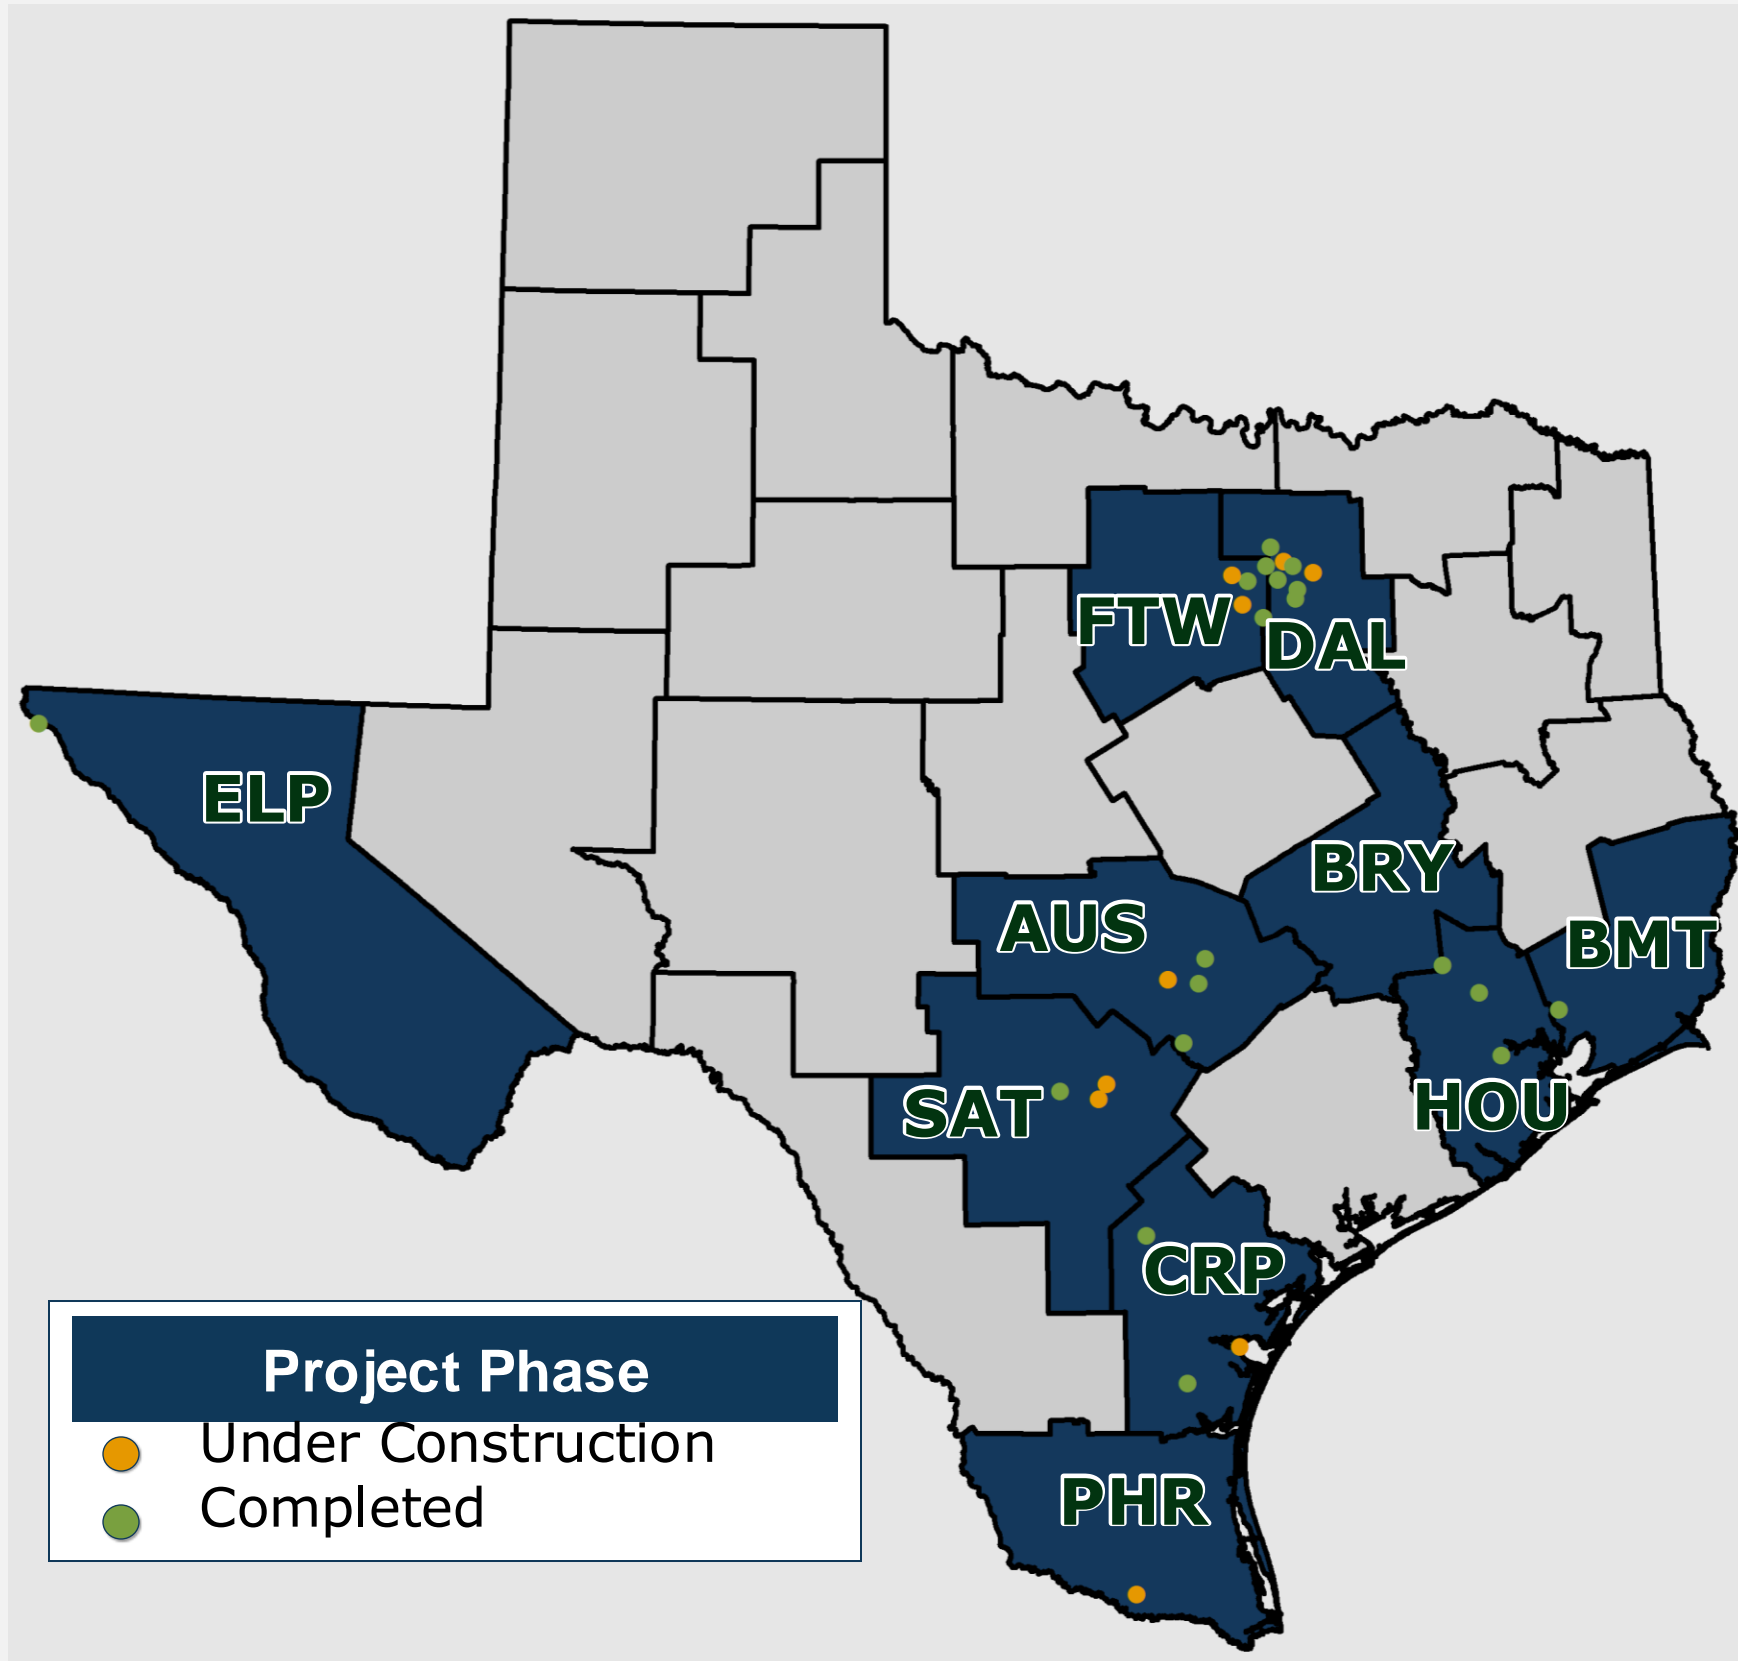 FTW
DAL
ELP
BRY
AUS
BMT
SAT
HOU
CRP
PHR
Project Phase
Under Construction
Completed